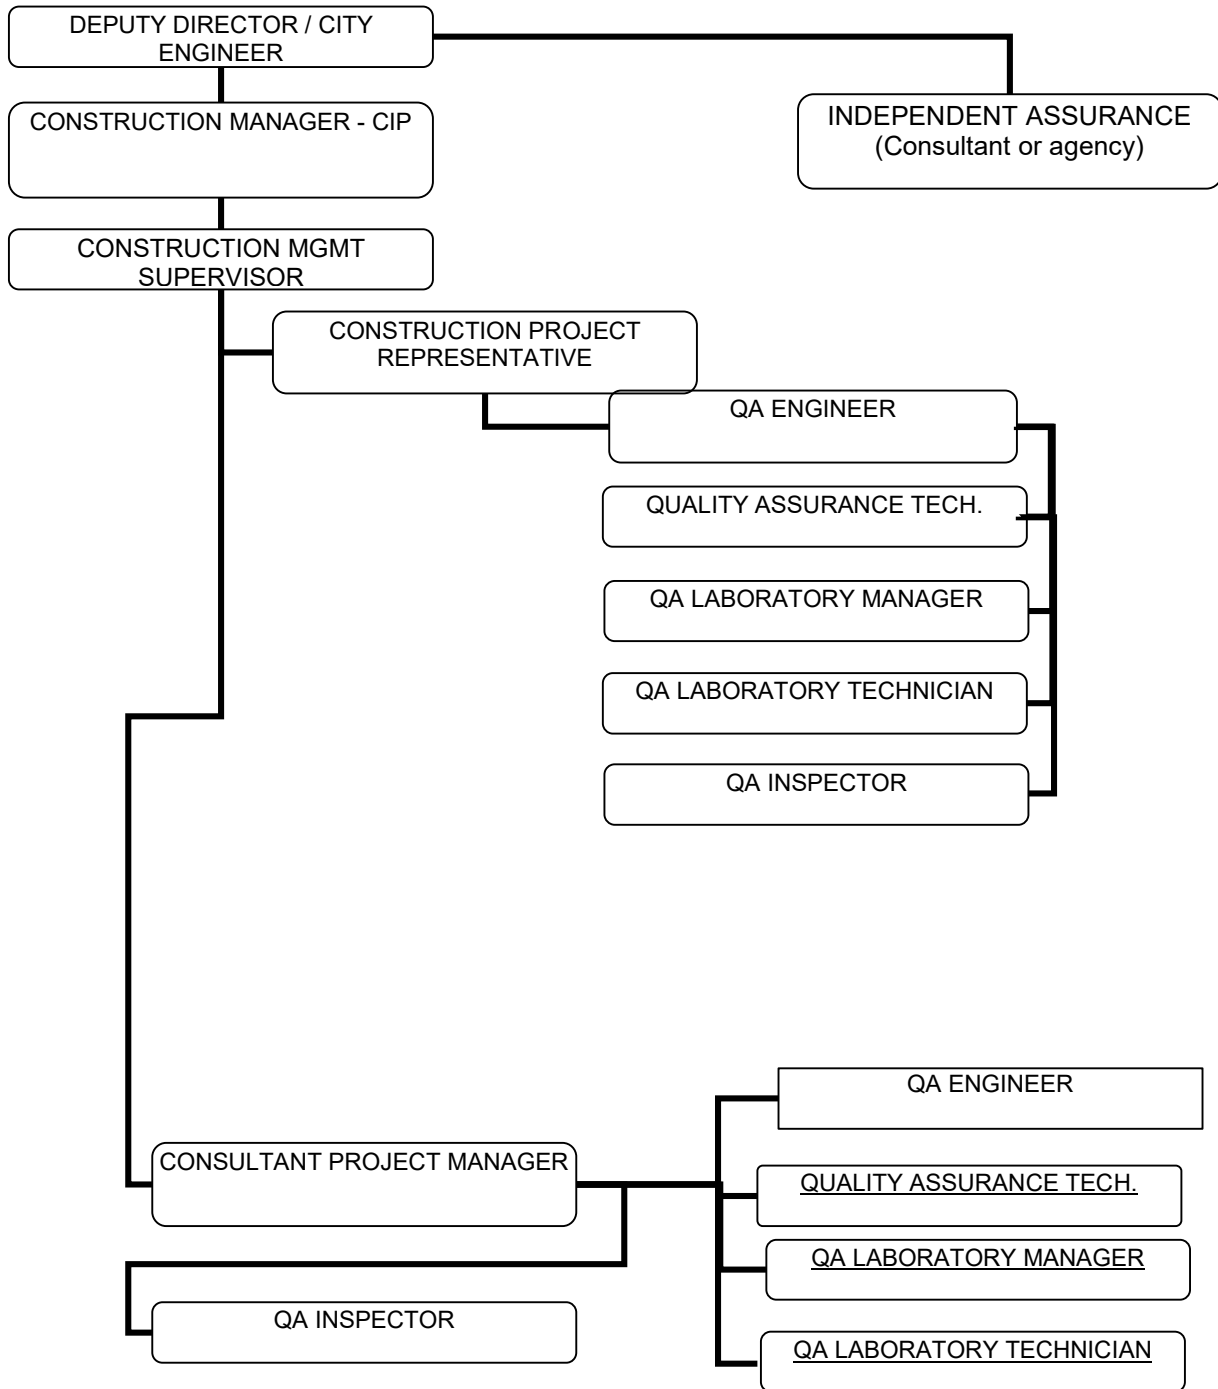 DEPUTY DIRECTOR / CITY
ENGINEER
CONSTRUCTION MANAGER - CIP
INDEPENDENT ASSURANCE
(Consultant or agency)
CONSTRUCTION MGMT
SUPERVISOR
CONSTRUCTION PROJECT
REPRESENTATIVE
QA ENGINEER
QUALITY ASSURANCE TECH.
QA LABORATORY MANAGER
QA LABORATORY TECHNICIAN
QA INSPECTOR
QA ENGINEER
CONSULTANT PROJECT MANAGER
QUALITY ASSURANCE TECH.
QA LABORATORY MANAGER
QA INSPECTOR
QA LABORATORY TECHNICIAN